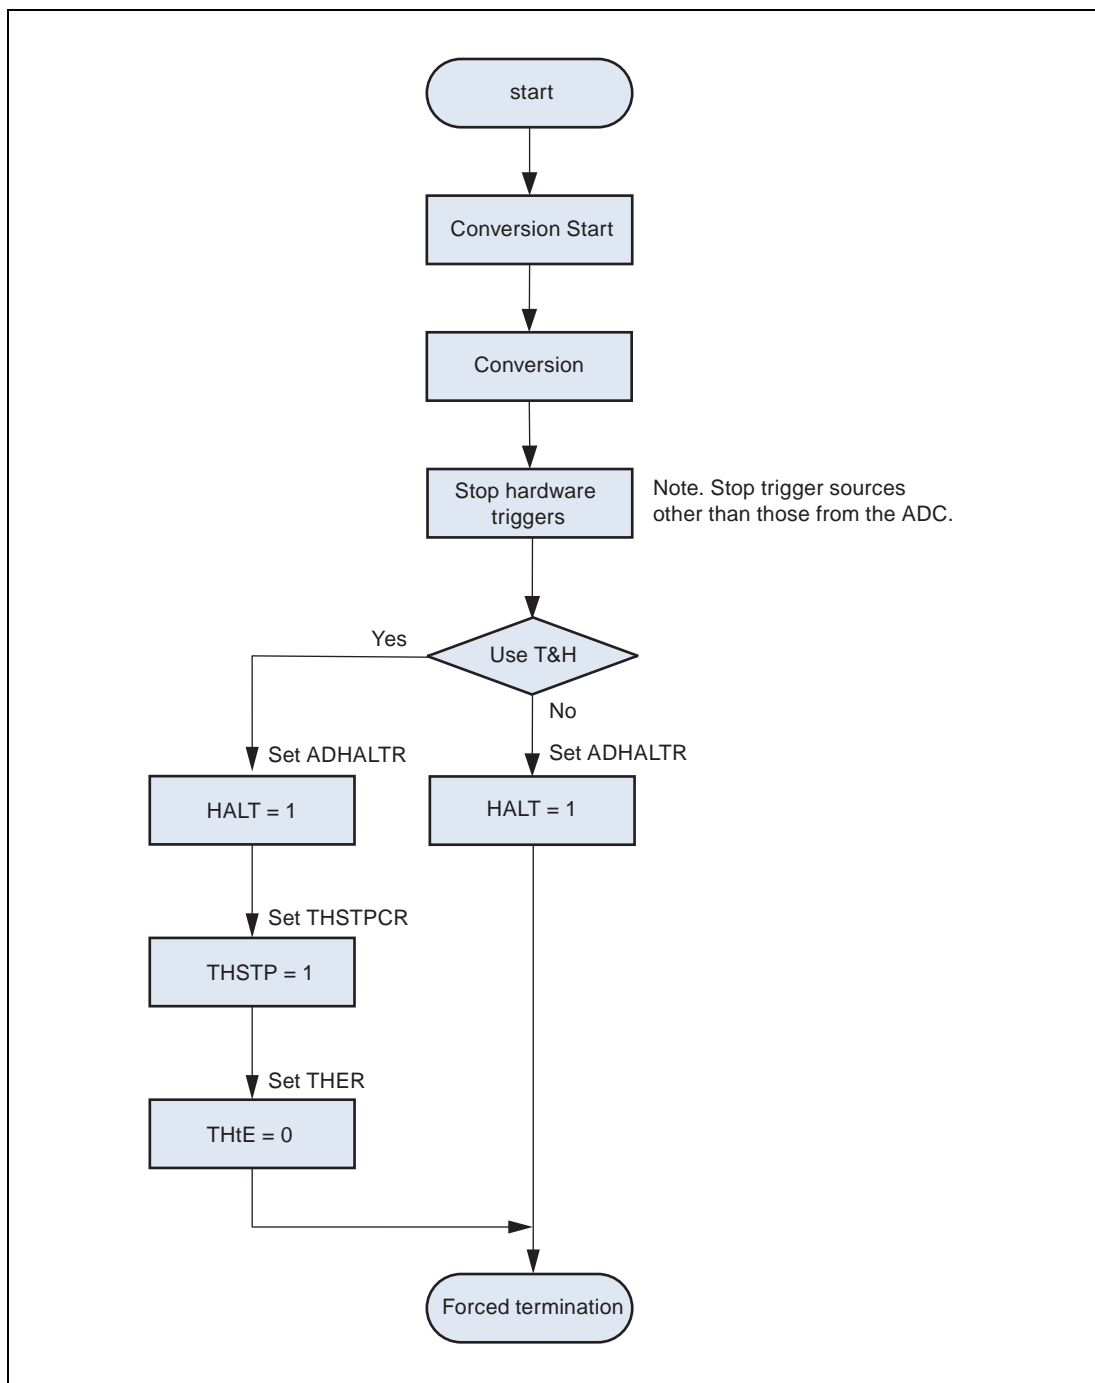 start
Conversion Start
Conversion
Stop hardware
triggers
Note. Stop trigger sources
other than those from the ADC.
Yes
Use T&H
No
Set ADHALTR
HALT = 1
Set ADHALTR
HALT = 1
Set THSTPCR
THSTP = 1
Set THER
THtE = 0
Forced termination